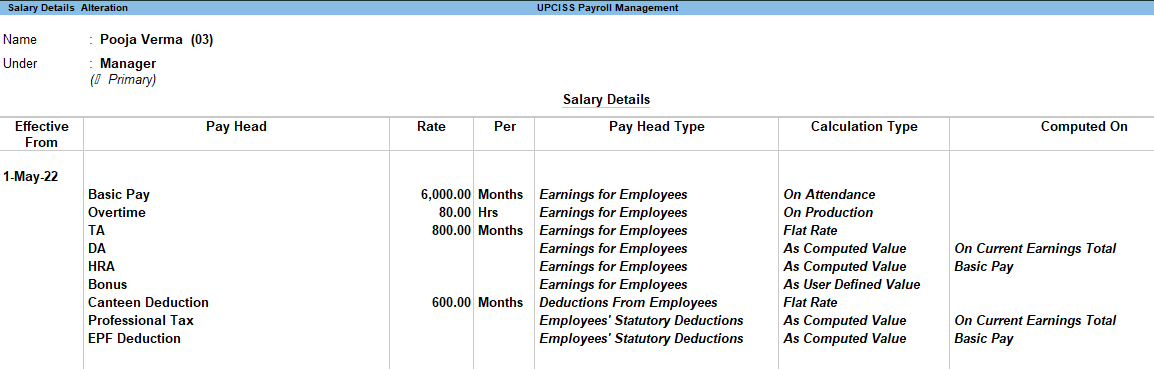 Salary Details Alteration UPCISS Payroll Management
Name : Pooja Verma (03)
Under : Manager
( Primary)
Salary Details
Effective From Pay Head Rate Per Pay Head Type Calculation Type Computed On
1-May-22
Basic Pay 6,000.00 Months Earnings for Employees On Attendance
Overtime 80.00 Hrs Earnings for Employees On Production
TA 800.00 Months Earnings for Employees Flat Rate
DA Earnings for Employees As Computed Value On Current Earnings Total
HRA Earnings for Employees As Computed Value Basic Pay
Bonus Earnings for Employees As User Defined Value
Canteen Deduction 600.00 Months Deductions From Employees Flat Rate
Professional Tax Employees' Statutory Deductions As Computed Value On Current Earnings Total
EPF Deduction Employees' Statutory Deductions As Computed Value Basic Pay